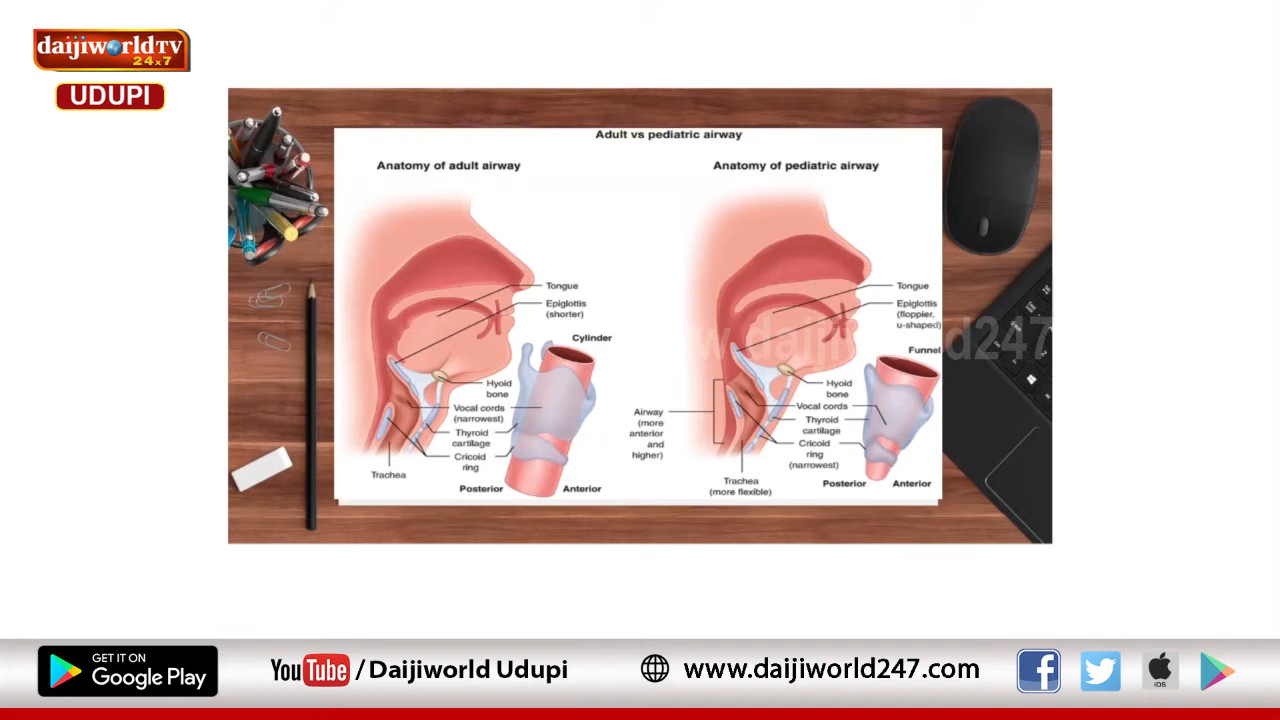 daijiworldTV
24x7
UDUPI
Adult vs pediatric airway
Anatomy of adult airway
Tongue
Epiglottis
(shorter)
Cylinder
Hyoid
bone
Vocal cords
(narrowest)
Thyroid
cartilage
Cricoid
ring
Trachea
Posterior
Anterior
Anatomy of pediatric airway
Tongue
Epiglottis
(floppier,
u-shaped)
Funnel
Hyoid
bone
Vocal cords
Thyroid
cartilage
Cricoid
ring
(narrowest)
Airway
(more
anterior
and
higher)
Trachea
(more flexible)
Posterior
Anterior
w daijiworld247
GET IT ON
Google Play
YouTube / Daijiworld Udupi
www.daijiworld247.com
iOS